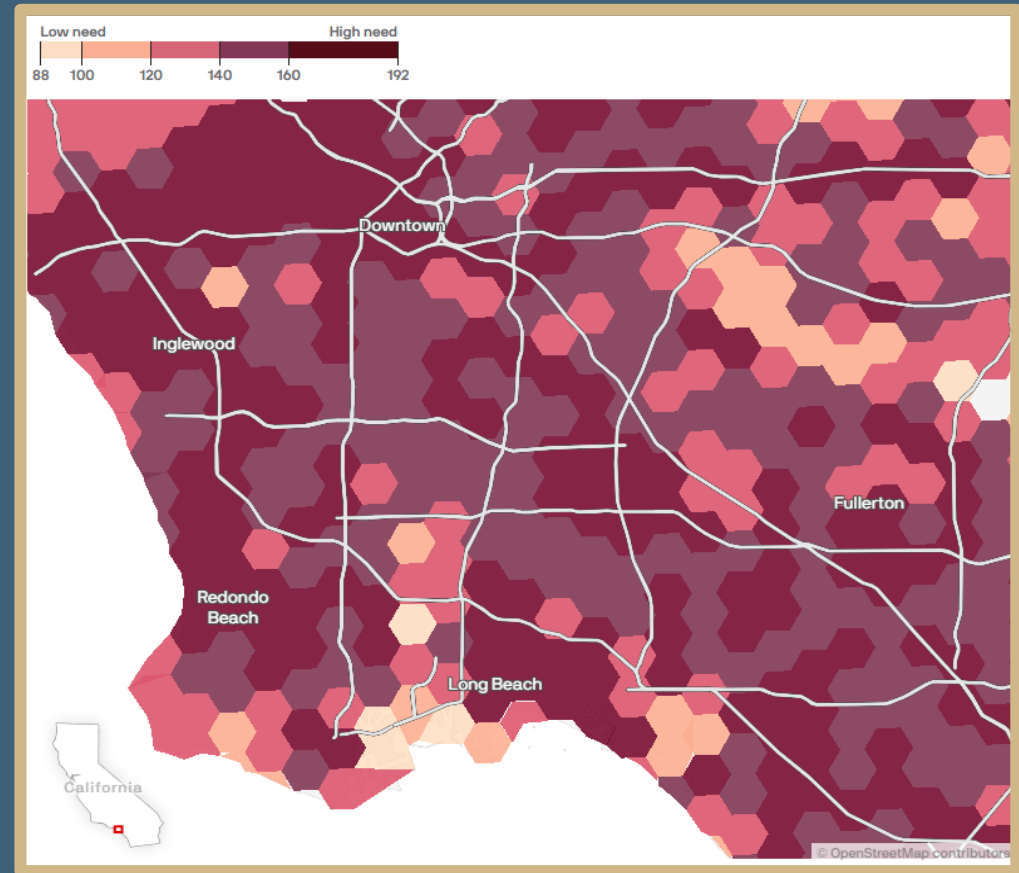 Low need
High need
88 100 120 140 160 192
Downtown
Inglewood
Fullerton
Redondo
Beach
Long Beach
California
© OpenStreetMap contributors